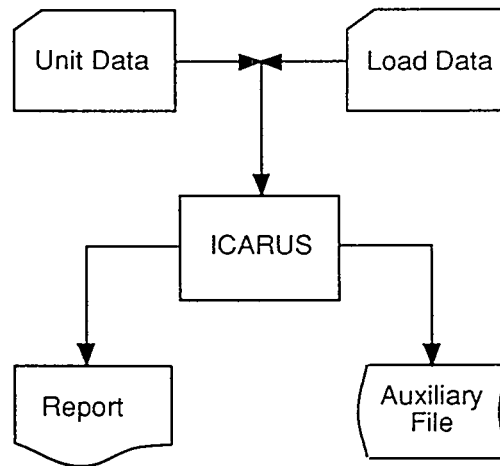 Unit Data
Load Data
ICARUS
Report
Auxiliary
File